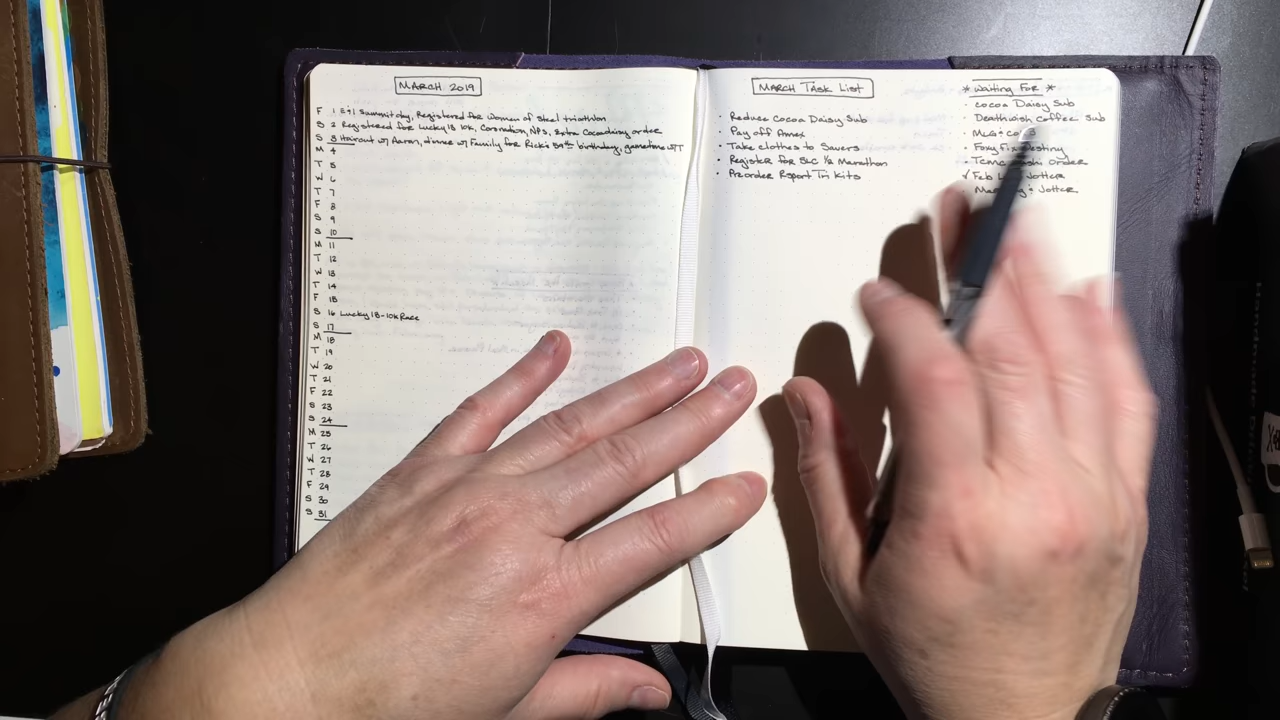 MARCH 2019
F 1 E+1 Summit day, Registered for Women of Steel triathlon
S 2 Registered for Lucky 13 10k, Coronation, NPS, Extra Cocoadaisy order
S 3 Haircut w/ Aaron, dinner w/ Family for Rick's 59th birthday, gametime w/T
M 4
T 5
W 6
T 7
F 8
S 9
S 10
M 11
T 12
W 13
T 14
F 15
S 16 Lucky 13-10k Race
S 17
M 18
T 19
W 20
T 21
F 22
S 23
S 24
M 25
T 26
W 27
T 28
F 29
S 30
S 31
MARCH TASK LIST
• Reduce Cocoa Daisy Sub
• Pay off Amex
• Take clothes to Savers
• Register for SLC 1/2 Marathon
• Preorder Rsport Tri Kits
* Waiting For *
• Cocoa Daisy Sub
• Deathwish Coffee Sub
• Foxy Fix Destiny
• Order
✓ Feb Jotter
• Jotter